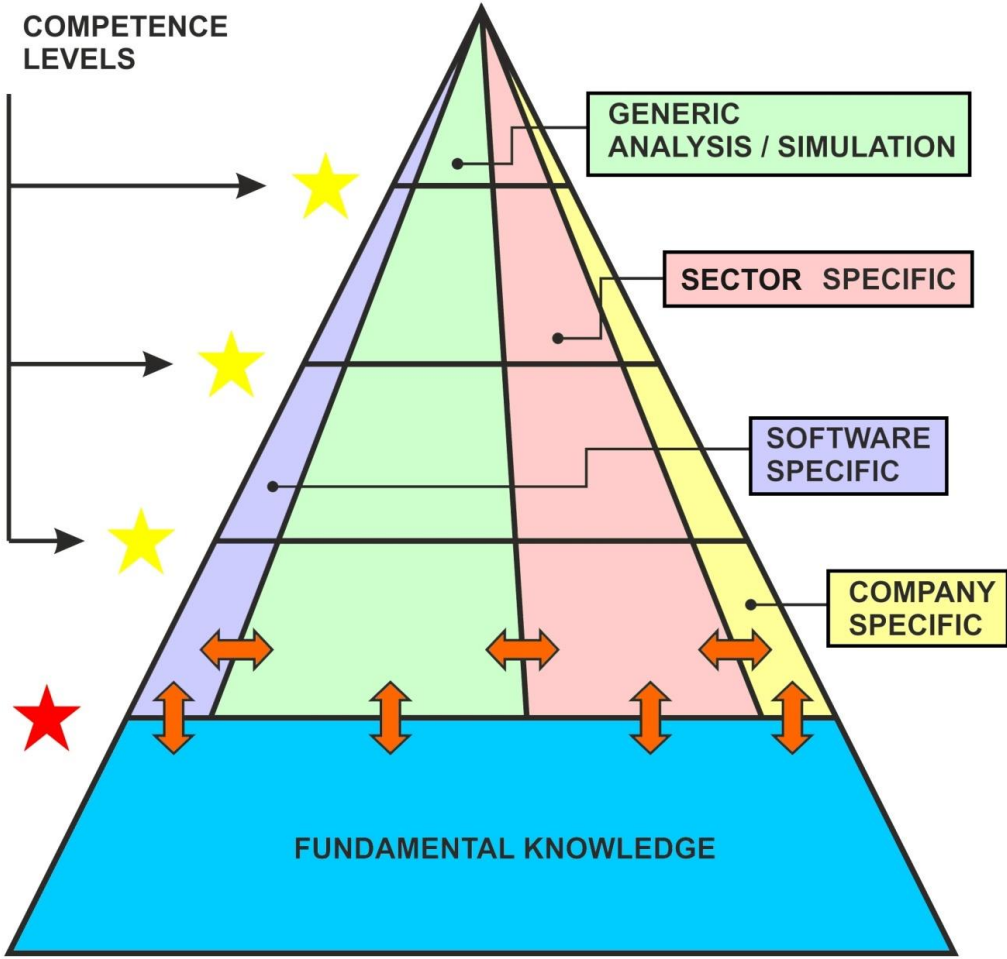 COMPETENCE
LEVELS
GENERIC
ANALYSIS / SIMULATION
SECTOR SPECIFIC
SOFTWARE
SPECIFIC
COMPANY
SPECIFIC
FUNDAMENTAL KNOWLEDGE